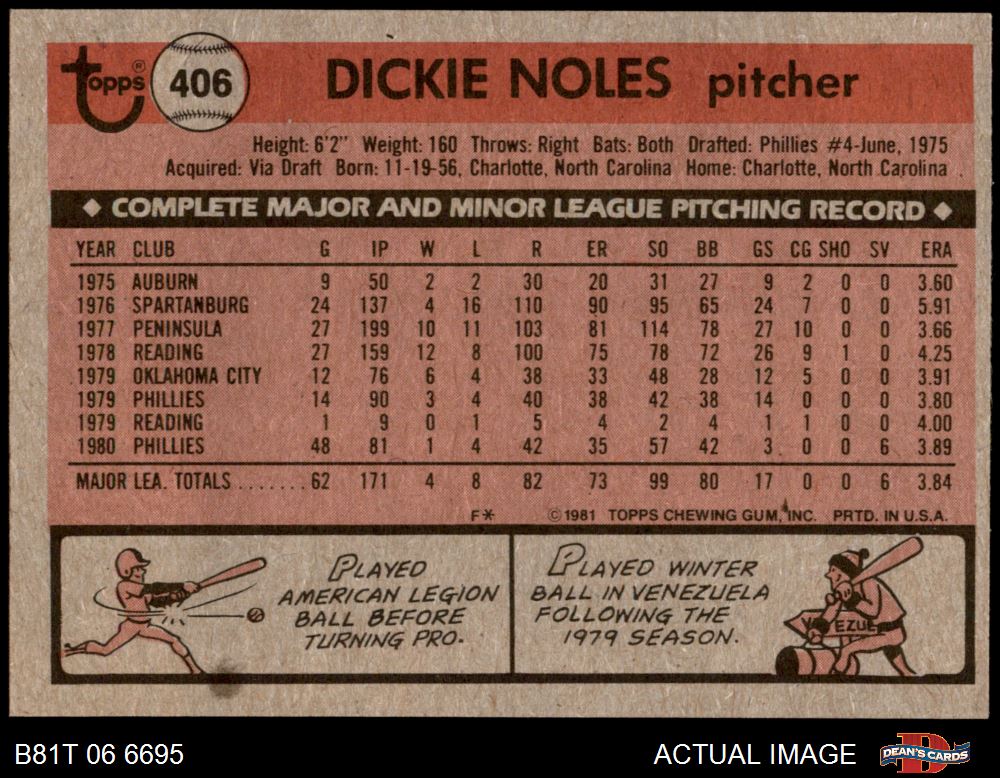 Topps®
406
DICKIE NOLES pitcher
Height: 6'2" Weight: 160 Throws: Right Bats: Both Drafted: Phillies #4-June, 1975
Acquired: Via Draft Born: 11-19-56, Charlotte, North Carolina Home: Charlotte, North Carolina
◆ COMPLETE MAJOR AND MINOR LEAGUE PITCHING RECORD ◆
YEAR CLUB G IP W L R ER SO BB GS CG SHO SV ERA
1975 AUBURN 9 50 2 2 30 20 31 27 9 2 0 0 3.60
1976 SPARTANBURG 24 137 4 16 110 90 95 65 24 7 0 0 5.91
1977 PENINSULA 27 199 10 11 103 81 114 78 27 10 0 0 3.66
1978 READING 27 159 12 8 100 75 78 72 26 9 1 0 4.25
1979 OKLAHOMA CITY 12 76 6 4 38 33 48 28 12 5 0 0 3.91
1979 PHILLIES 14 90 3 4 40 38 42 38 14 0 0 0 3.80
1979 READING 1 9 0 1 5 4 2 4 1 1 0 0 4.00
1980 PHILLIES 48 81 1 4 42 35 57 42 3 0 0 6 3.89
MAJOR LEA. TOTALS .......62 171 4 8 82 73 99 80 17 0 0 6 3.84
F* ©1981 TOPPS CHEWING GUM, INC. PRTD. IN U.S.A.
PLAYED
AMERICAN LEGION
BALL BEFORE
TURNING PRO.
PLAYED WINTER
BALL IN VENEZUELA
FOLLOWING THE
1979 SEASON.
V EZUE
B81T 06 6695
ACTUAL IMAGE
DEAN'S CARDS